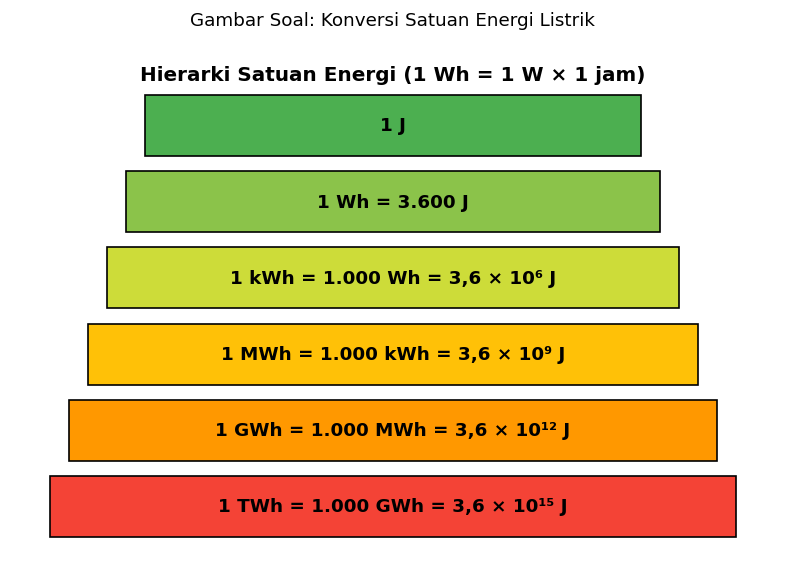 Gambar Soal: Konversi Satuan Energi Listrik
Hierarki Satuan Energi (1 Wh = 1 W × 1 jam)
1 J
1 Wh = 3.600 J
1 kWh = 1.000 Wh = 3,6 × 10⁶ J
1 MWh = 1.000 kWh = 3,6 × 10⁹ J
1 GWh = 1.000 MWh = 3,6 × 10¹² J
1 TWh = 1.000 GWh = 3,6 × 10¹⁵ J